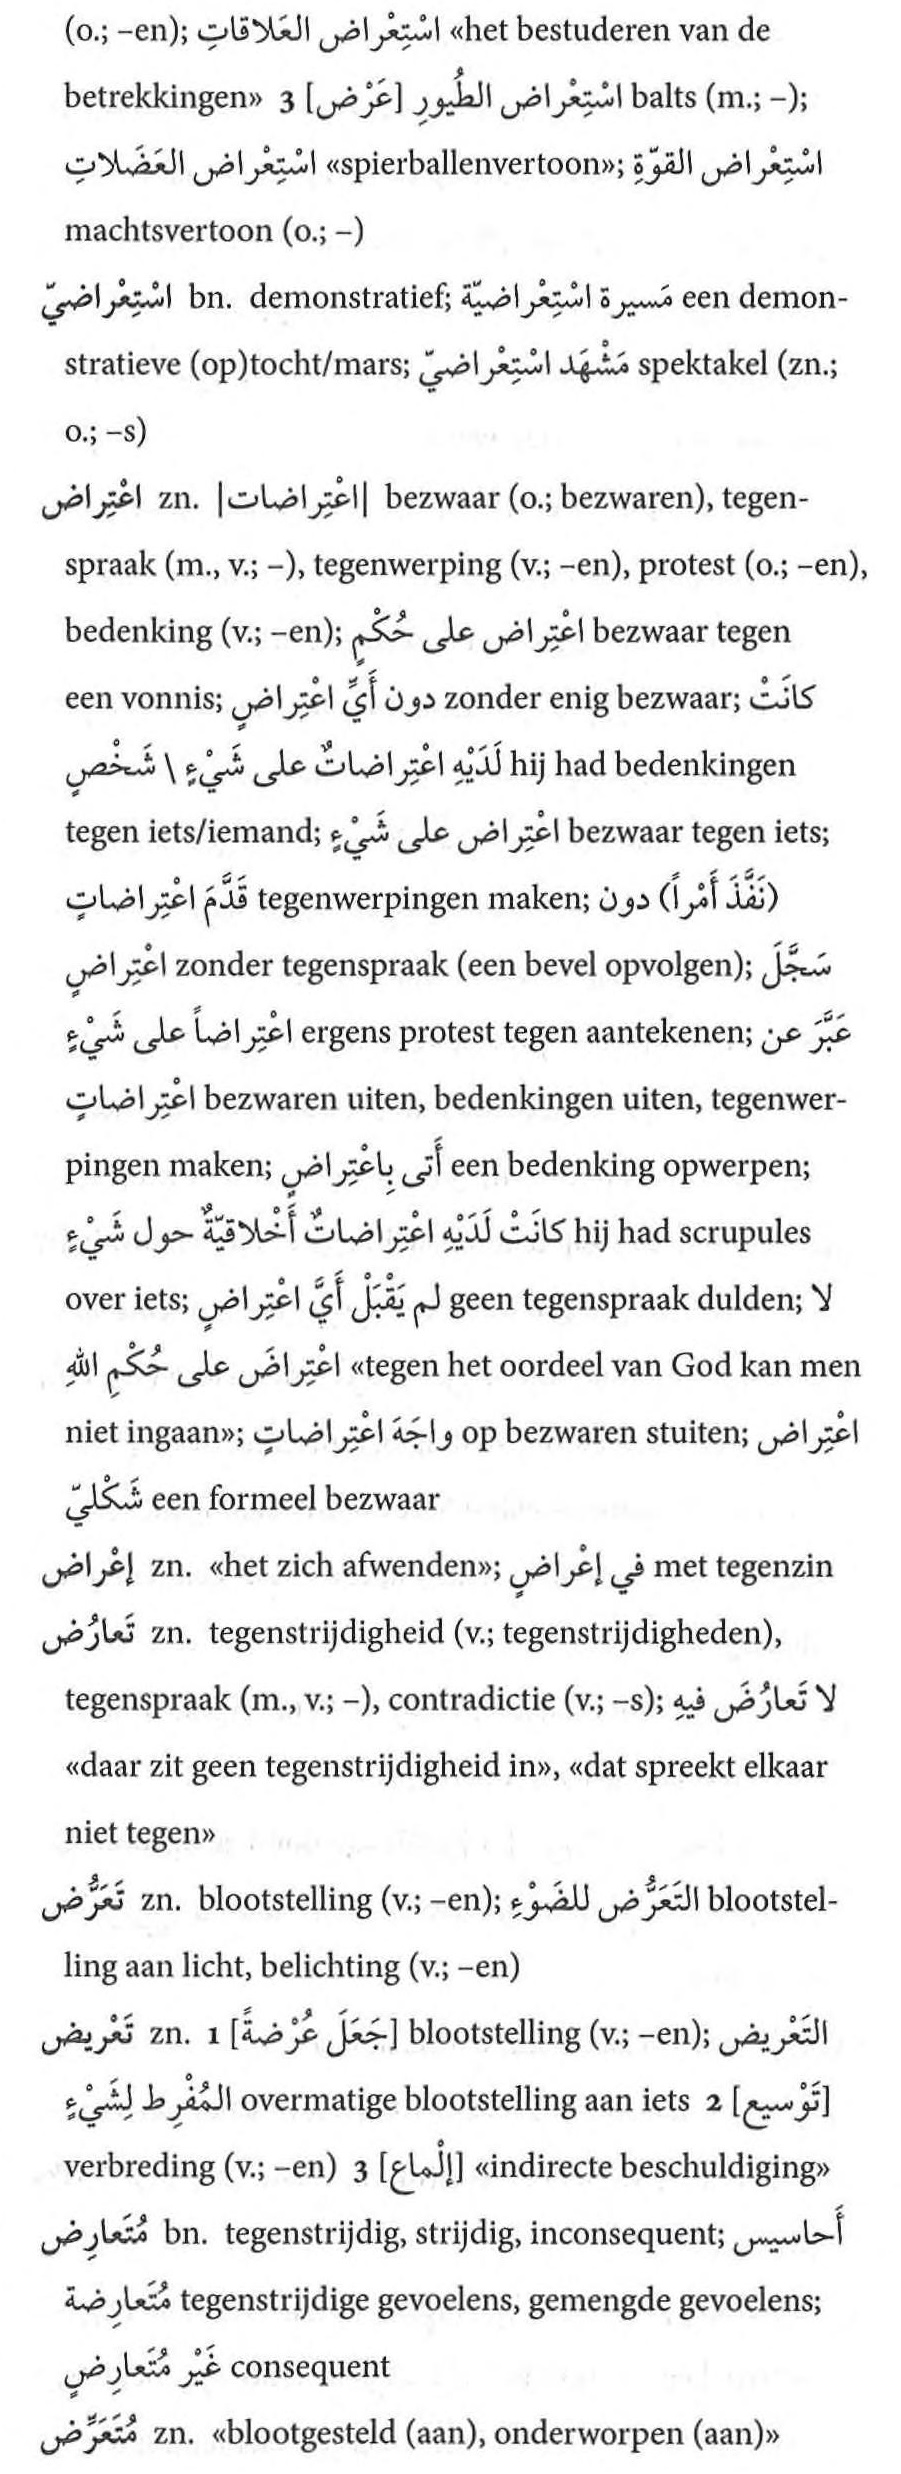 (o.; –en); اسْتِعْراض العَلاقاتِ «het bestuderen van de
betrekkingen» 3 [عَرْض] اسْتِعْراض الطُيورِ balts (m.; –);
اسْتِعْراض العَضَلاتِ «spierballenvertoon»; اسْتِعْراض القوّةِ
machtsvertoon (o.; –)
اسْتِعْراضيّ bn. demonstratief; مَسيرة اسْتِعْراضيّة een demon-
stratieve (op)tocht/mars; مَشْهَد اسْتِعْراضيّ spektakel (zn.;
o.; –s)
اعْتِراض zn. |اعْتِراضات| bezwaar (o.; bezwaren), tegen-
spraak (m., v.; –), tegenwerping (v.; –en), protest (o.; –en),
bedenking (v.; –en); اعْتِراض على حُكْمٍ bezwaar tegen
een vonnis; دون أَيِّ اعْتِراضٍ zonder enig bezwaar; كانَتْ
لَدَيْهِ اعْتِراضاتٌ على شَيْءٍ \ شَخْصٍ hij had bedenkingen
tegen iets/iemand; اعْتِراض على شَيْءٍ bezwaar tegen iets;
قَدَّمَ اعْتِراضاتٍ tegenwerpingen maken; (نَفَّذَ أَمْراً) دون
اعْتِراضٍ zonder tegenspraak (een bevel opvolgen); سَجَّلَ
اعْتِراضاً على شَيْءٍ ergens protest tegen aantekenen; عَبَّرَ عن
اعْتِراضاتٍ bezwaren uiten, bedenkingen uiten, tegenwer-
pingen maken; أَتى بِاعْتِراضٍ een bedenking opwerpen;
كانَتْ لَدَيْهِ اعْتِراضاتٌ أَخْلاقيّةٌ حول شَيْءٍ hij had scrupules
over iets; لم يَقْبَلْ أَيَّ اعْتِراضٍ geen tegenspraak dulden; لا
اعْتِراضَ على حُكْمِ اللهِ «tegen het oordeel van God kan men
niet ingaan»; واجَهَ اعْتِراضاتٍ op bezwaren stuiten; اعْتِراض
شَكْليّ een formeel bezwaar
إعْراض zn. «het zich afwenden»; في إعْراضٍ met tegenzin
تَعارُض zn. tegenstrijdigheid (v.; tegenstrijdigheden),
tegenspraak (m., v.; –), contradictie (v.; –s); لا تَعارُضَ فيهِ
«daar zit geen tegenstrijdigheid in», «dat spreekt elkaar
niet tegen»
تَعَرُّض zn. blootstelling (v.; –en); التَعَرُّض للضَوْءِ blootstel-
ling aan licht, belichting (v.; –en)
تَعْريض zn. 1 [جَعَلَ عُرْضةً] blootstelling (v.; –en); التَعْريض
المُفْرِط لِشَيْءٍ overmatige blootstelling aan iets 2 [تَوْسيع]
verbreding (v.; –en) 3 [إلْماع] «indirecte beschuldiging»
مُتَعارِض bn. tegenstrijdig, strijdig, inconsequent; أَحاسيس
مُتَعارِضة tegenstrijdige gevoelens, gemengde gevoelens;
غَيْر مُتَعارِضٍ consequent
مُتَعَرِّض zn. «blootgesteld (aan), onderworpen (aan)»